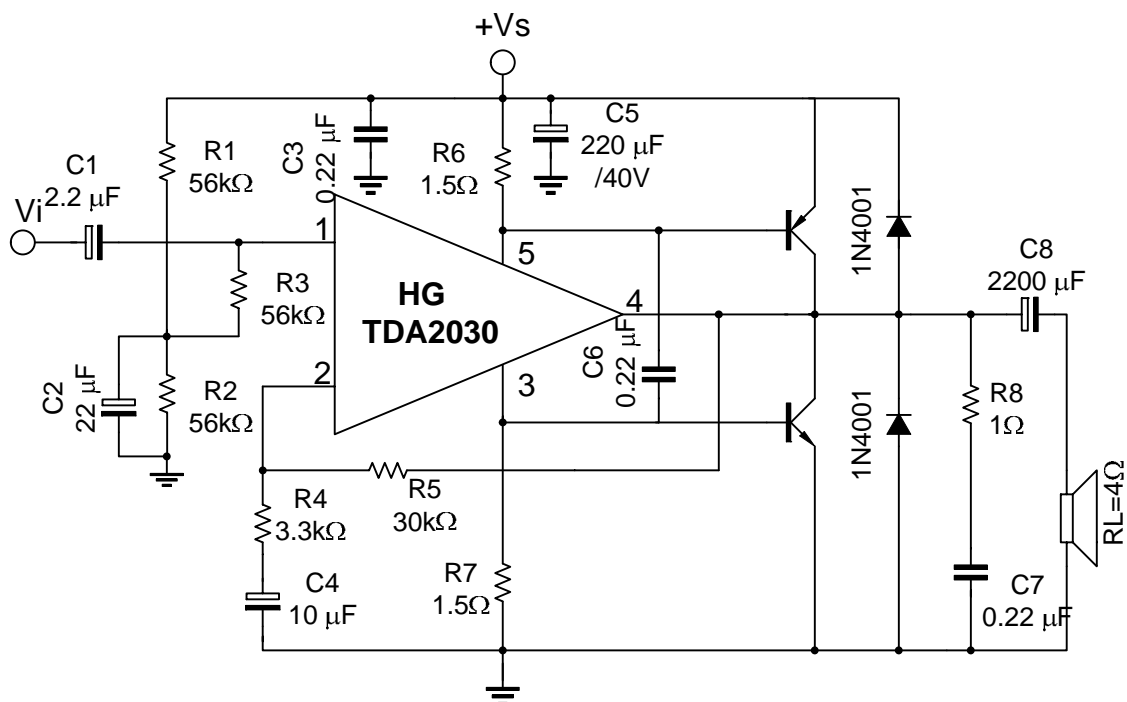 +Vs
C3
0.22 µF
C5
220 µF
/40V
R6
1.5Ω
R1
56kΩ
C1
2.2 µF
Vi
1
5
1N4001
C8
2200 µF
R3
56kΩ
HG
TDA2030
4
C6
0.22 µF
C2
22 µF
R2
56kΩ
2
3
1N4001
R8
1Ω
R4
3.3kΩ
R5
30kΩ
RL=4Ω
C4
10 µF
R7
1.5Ω
C7
0.22 µF